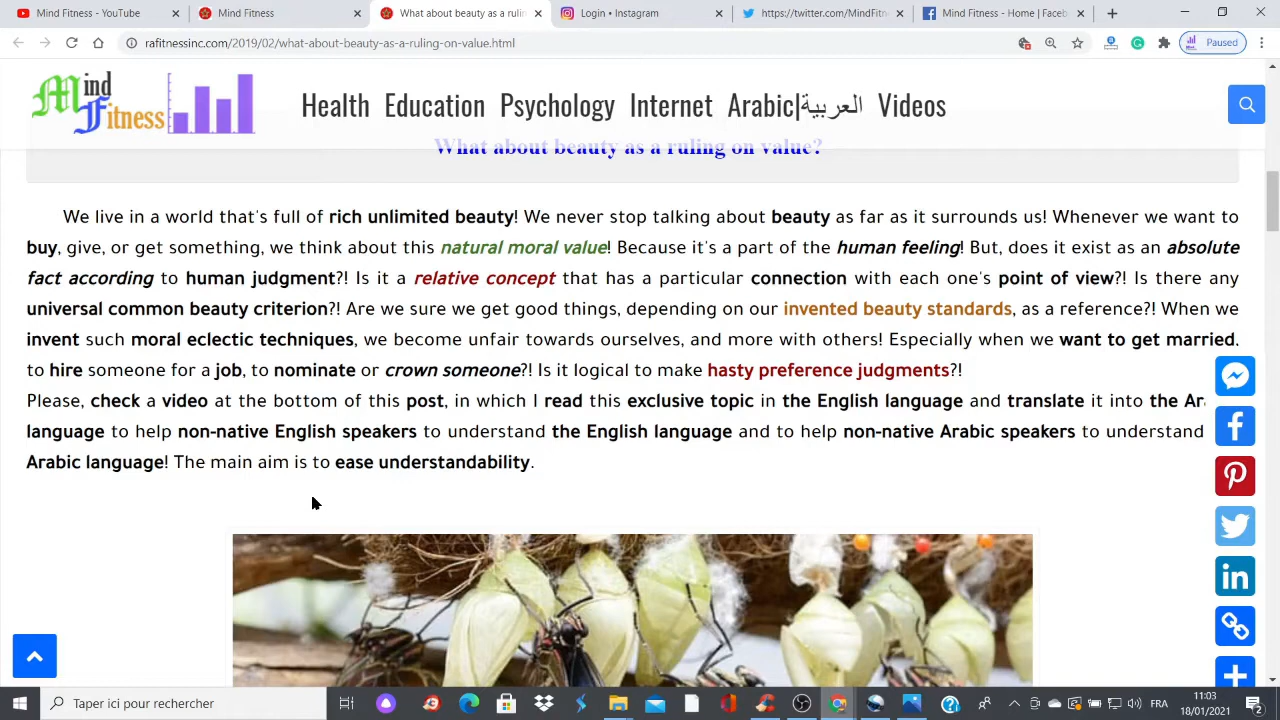 Mind Fitness - YouTube
Mind Fitness
What about beauty as a rulin
Login • Instagram
https://twitter.com/MindFitn
Mind Fitness - Home | Faceb
rafitnessinc.com/2019/02/what-about-beauty-as-a-ruling-on-value.html
Paused
Mind
Fitness
Health Education Psychology Internet Arabic|العربية Videos
What about beauty as a ruling on value?
We live in a world that's full of rich unlimited beauty! We never stop talking about beauty as far as it surrounds us! Whenever we want to
buy, give, or get something, we think about this natural moral value! Because it's a part of the human feeling! But, does it exist as an absolute
fact according to human judgment?! Is it a relative concept that has a particular connection with each one's point of view?! Is there any
universal common beauty criterion?! Are we sure we get good things, depending on our invented beauty standards, as a reference?! When we
invent such moral eclectic techniques, we become unfair towards ourselves, and more with others! Especially when we want to get married,
to hire someone for a job, to nominate or crown someone?! Is it logical to make hasty preference judgments?!
Please, check a video at the bottom of this post, in which I read this exclusive topic in the English language and translate it into the Ar
language to help non-native English speakers to understand the English language and to help non-native Arabic speakers to understand
Arabic language! The main aim is to ease understandability.
Taper ici pour rechercher
FRA
11:03
18/01/2021
2